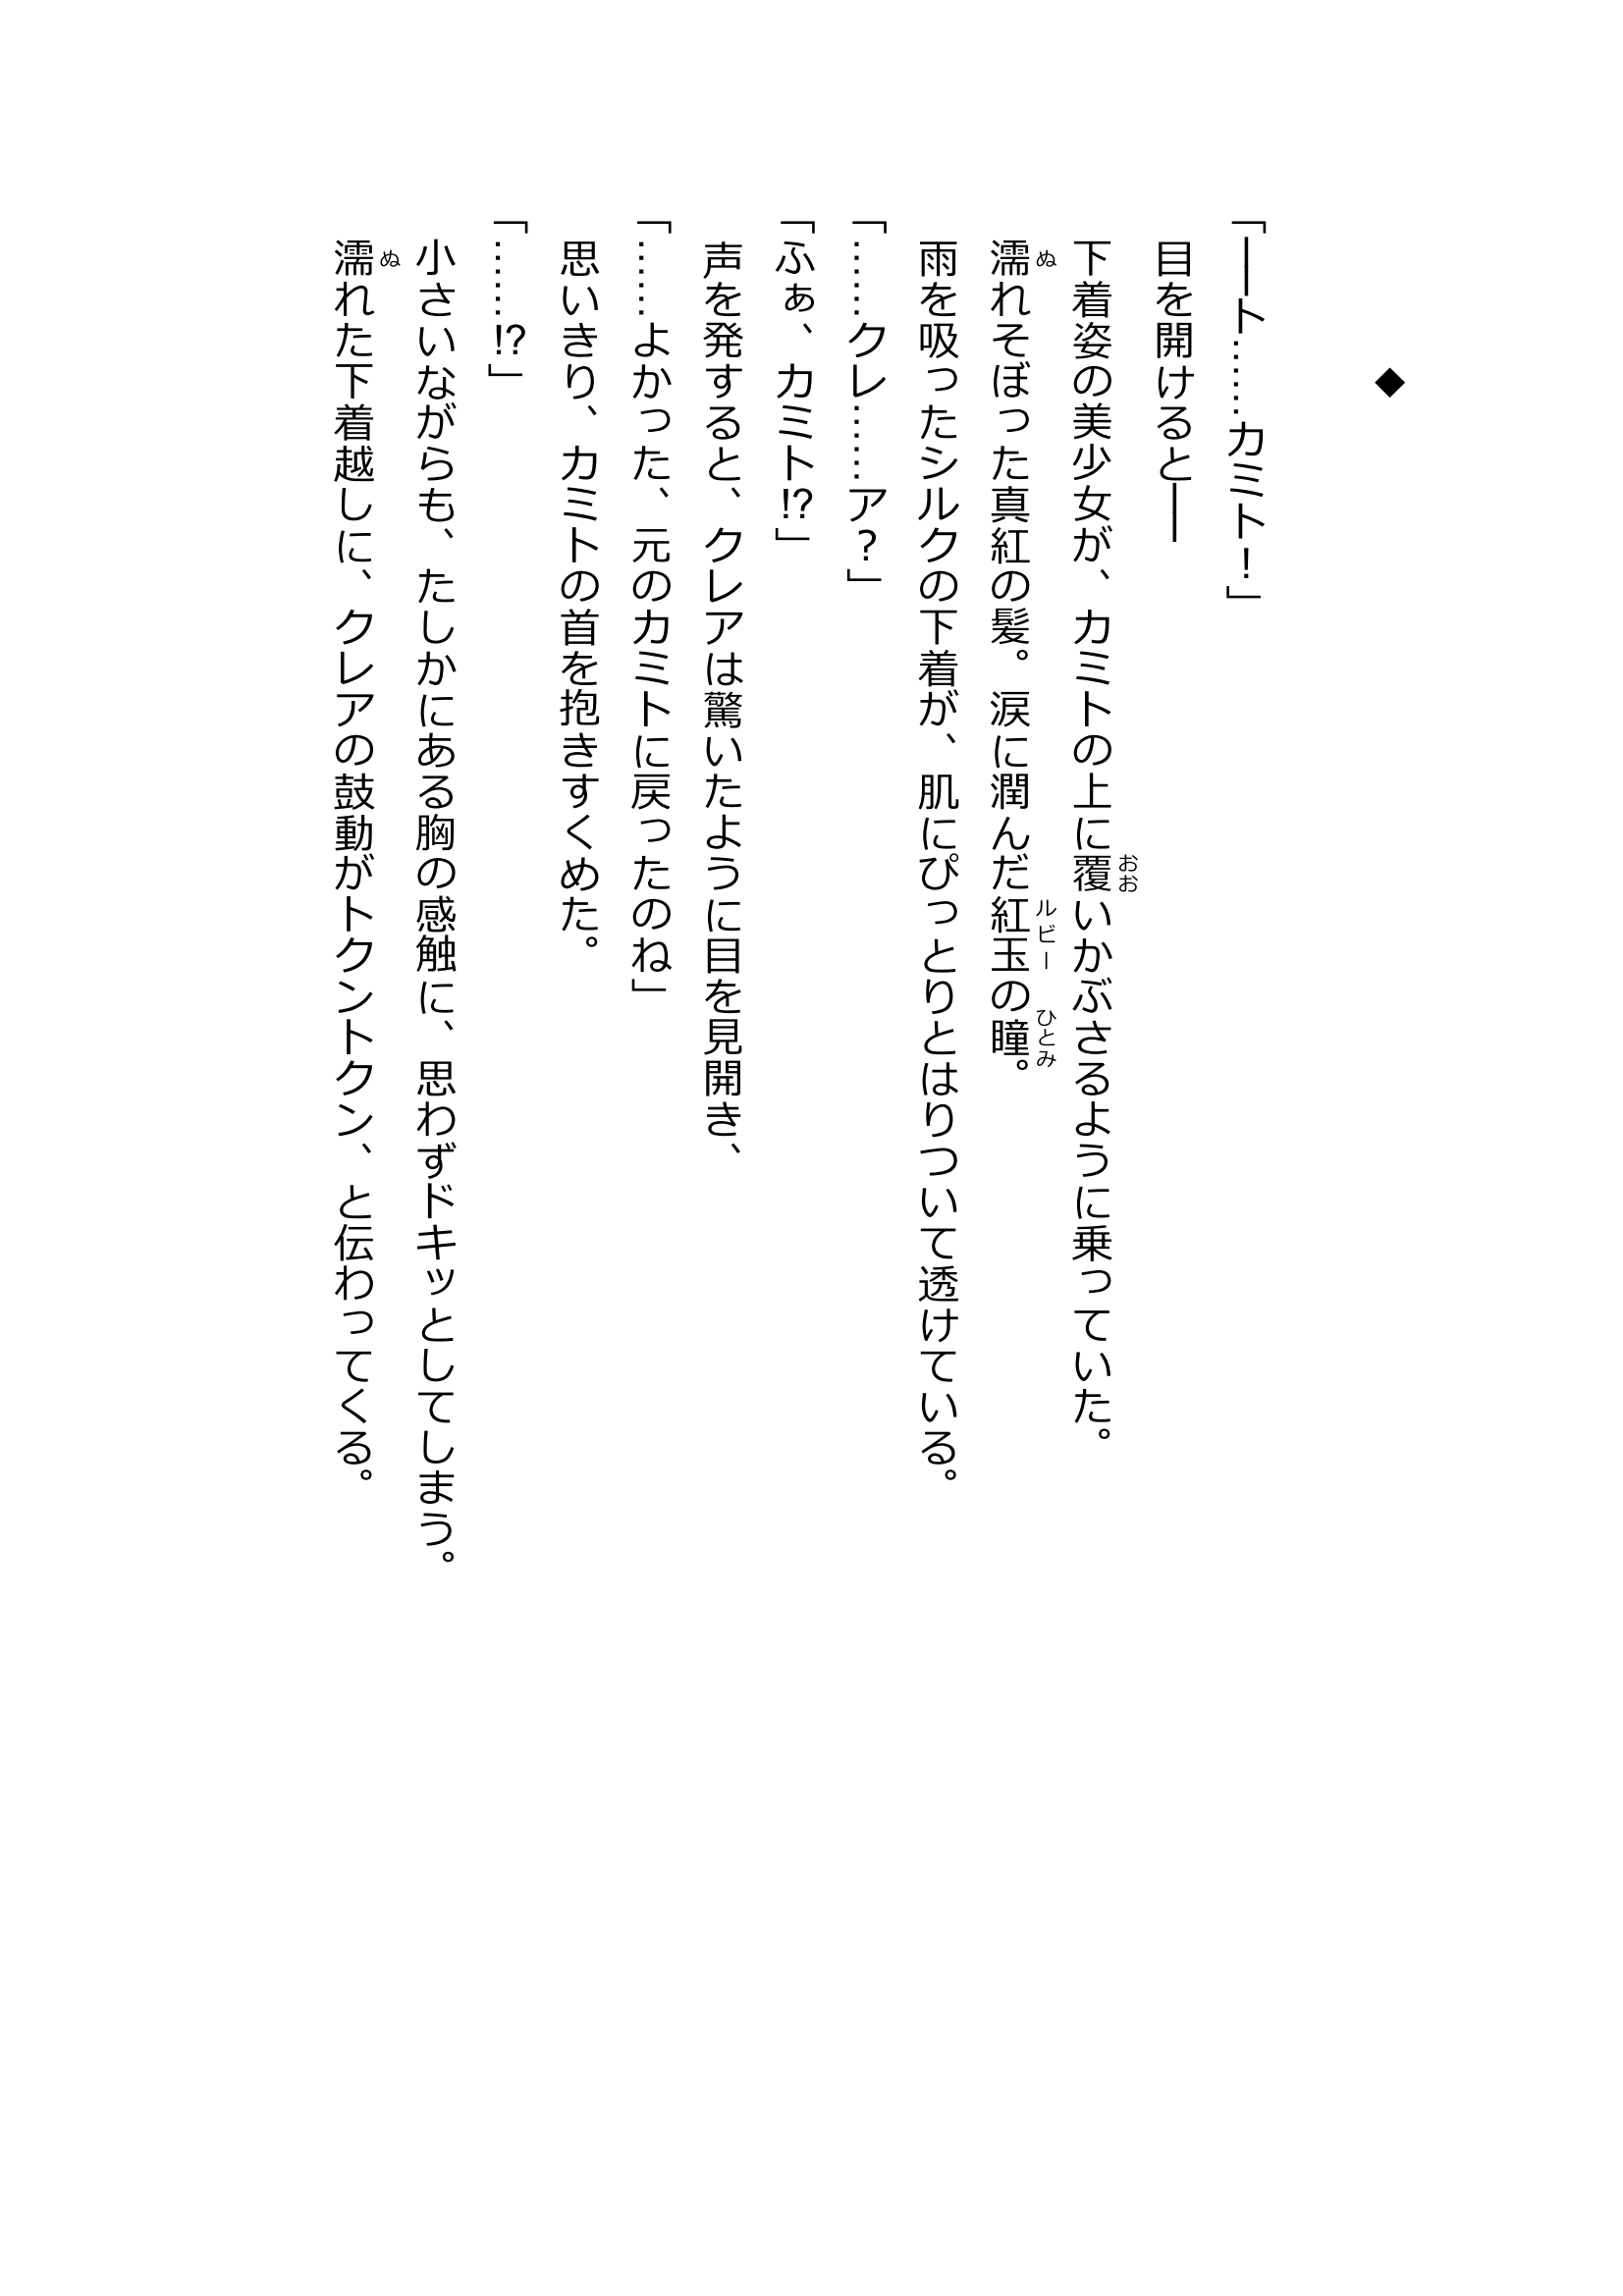 ◆
「――ト……カミト！」
目を開けると――
おお
下着姿の美少女が、カミトの上に覆いかぶさるように乗っていた。
ぬ　ルビー　ひとみ
濡れそぼった真紅の髪。涙に潤んだ紅玉の瞳。
雨を吸ったシルクの下着が、肌にぴっとりとはりついて透けている。
「……クレ……ア？」
「ふぁ、カミト⁉」
声を発すると、クレアは驚いたように目を見開き、
「……よかった、元のカミトに戻ったのね」
思いきり、カミトの首を抱きすくめた。
「……⁉」
小さいながらも、たしかにある胸の感触に、思わずドキッとしてしまう。
ぬ
濡れた下着越しに、クレアの鼓動がトクントクン、と伝わってくる。